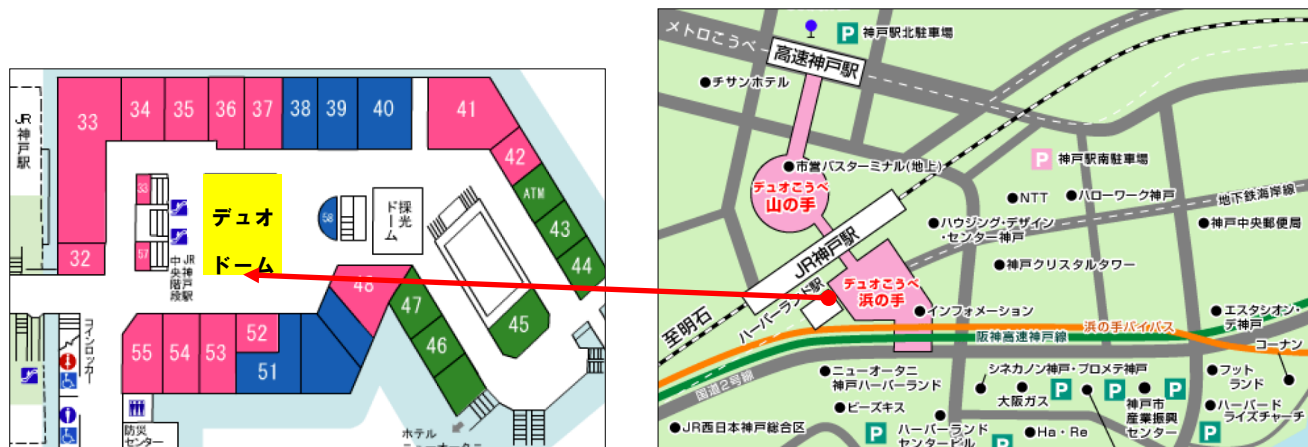 JR神戸駅
33
34
35
36
37
38
39
40
41
42
ATM
43
44
45
46
47
48
32
33
57
デュオ
ドーム
58
採光
ドーム
JR神戸駅
中央階段
コインロッカー
55
54
53
52
51
防災
センター
ホテル
メトロこうべ
高速神戸駅
P 神戸駅北駐車場
●チサンホテル
●市営バスターミナル(地上)
デュオこうべ
山の手
P 神戸駅南駐車場
●NTT
●ハローワーク神戸
地下鉄海岸線
●ハウジング・デザイン
・センター神戸
●神戸中央郵便局
●神戸クリスタルタワー
JR神戸駅
ハーバーランド駅
デュオこうべ
浜の手
●インフォメーション
至明石
浜の手バイパス
阪神高速神戸線
国道2号線
●エスタシオン・
デ神戸
コーナン
●ニューオータニ
神戸ハーバーランド
シネカノン神戸・プロメテ神戸
大阪ガス
P
P
P
神戸市
産業振興
センター
●フット
ランド
●ビーズキス
●ハーバード
ライズチャーチ
●JR西日本神戸総合区
ハーバーランド
センタービル
P
P
●Ha・Re
P